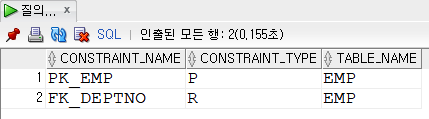 질의...
SQL | 인출된 모든 행: 2(0,155초)
CONSTRAINT_NAME CONSTRAINT_TYPE TABLE_NAME
1 PK_EMP P EMP
2 FK_DEPTNO R EMP